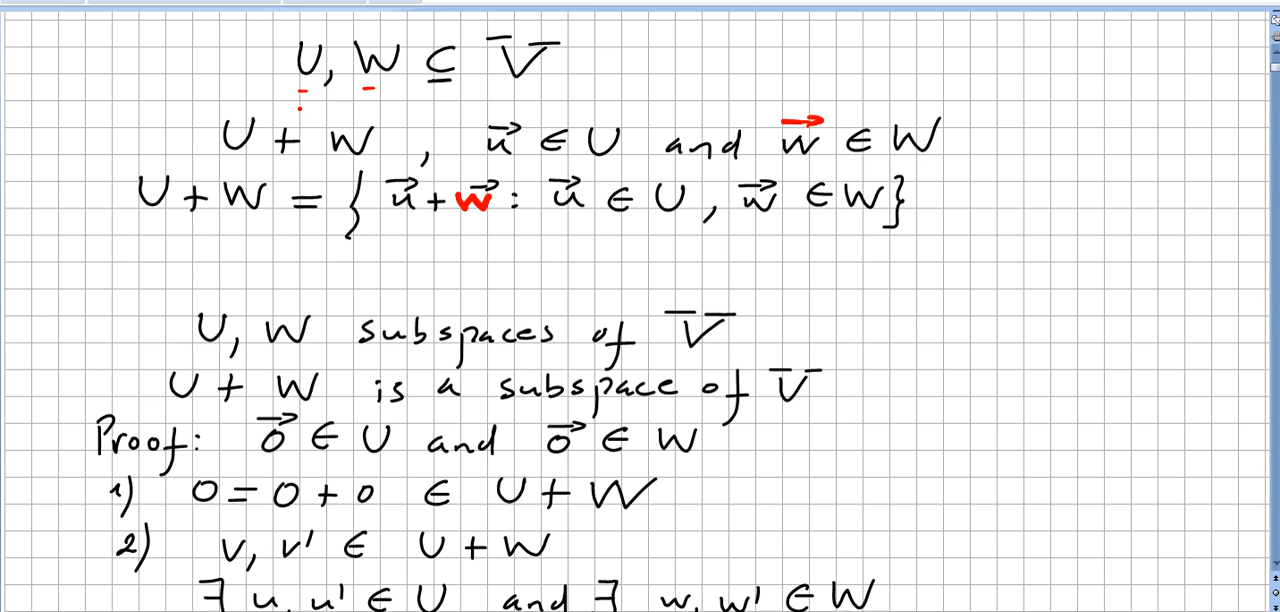 U, W ⊆ V
U + W , u⃗ ∈ U and w⃗ ∈ W
U + W = { u⃗ + w⃗ : u⃗ ∈ U , w⃗ ∈ W }
U, W subspaces of V
U + W is a subspace of V
Proof: 0⃗ ∈ U and 0⃗ ∈ W
1) 0 = 0 + 0 ∈ U + W
2) v, v' ∈ U + W
∃ u, u' ∈ U and ∃ w, w' ∈ W